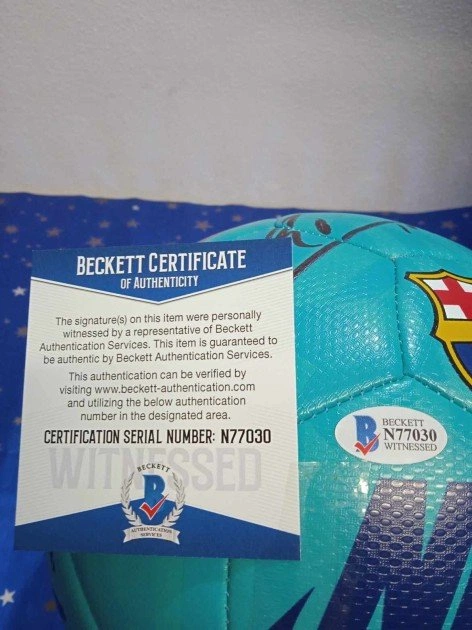 BECKETT CERTIFICATE
OF AUTHENTICITY
The signature(s) on this item were personally
witnessed by a representative of Beckett
Authentication Services. This item is guaranteed to
be authentic by Beckett Authentication Services.
This authentication can be verified by
visiting www.beckett-authentication.com
and utilizing the below authentication
number in the designated area.
CERTIFICATION SERIAL NUMBER: N77030
WITNESSED
BECKETT
B
AUTHENTICATION
SERVICES
B
BECKETT
N77030
WITNESSED